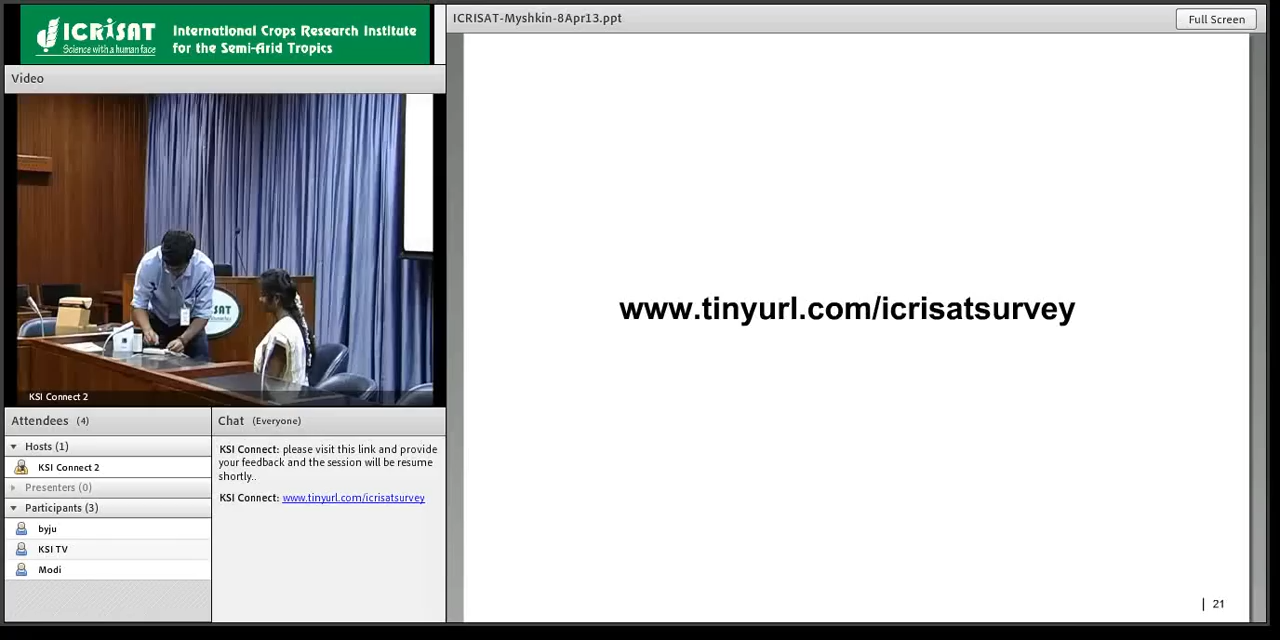 ICRISAT
Science with a human face
International Crops Research Institute
for the Semi-Arid Tropics
Video
SAT
KSI Connect 2
Attendees (4)
Hosts (1)
KSI Connect 2
Presenters (0)
Participants (3)
byju
KSI TV
Modi
Chat (Everyone)
KSI Connect: please visit this link and provide
your feedback and the session will be resume
shortly..
KSI Connect: www.tinyurl.com/icrisatsurvey
ICRISAT-Myshkin-8Apr13.ppt
Full Screen
www.tinyurl.com/icrisatsurvey
| 21